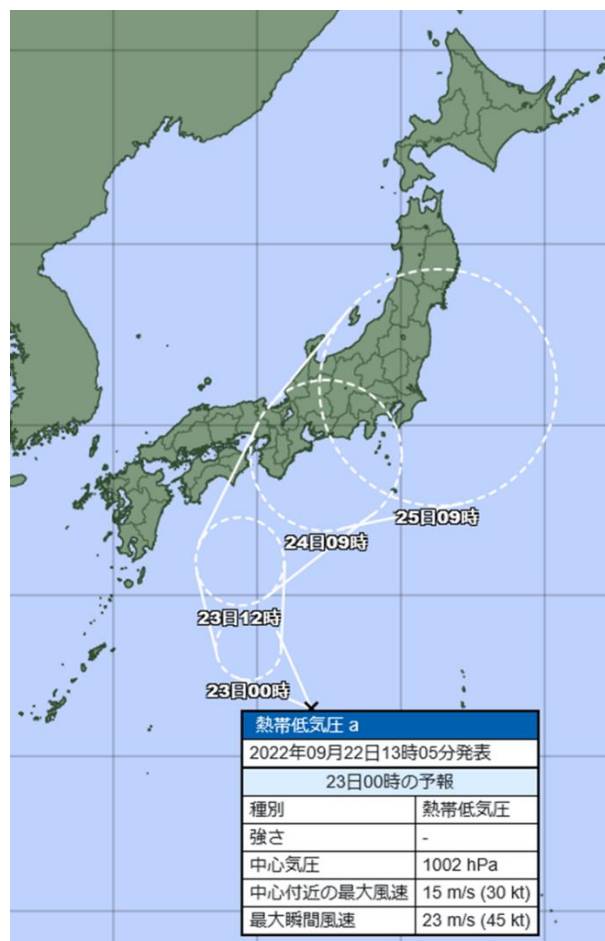 25日09時
24日09時
23日12時
23日00時
熱帯低気圧 a
2022年09月22日13時05分発表
23日00時の予報
種別 熱帯低気圧
強さ -
中心気圧 1002 hPa
中心付近の最大風速 15 m/s (30 kt)
最大瞬間風速 23 m/s (45 kt)